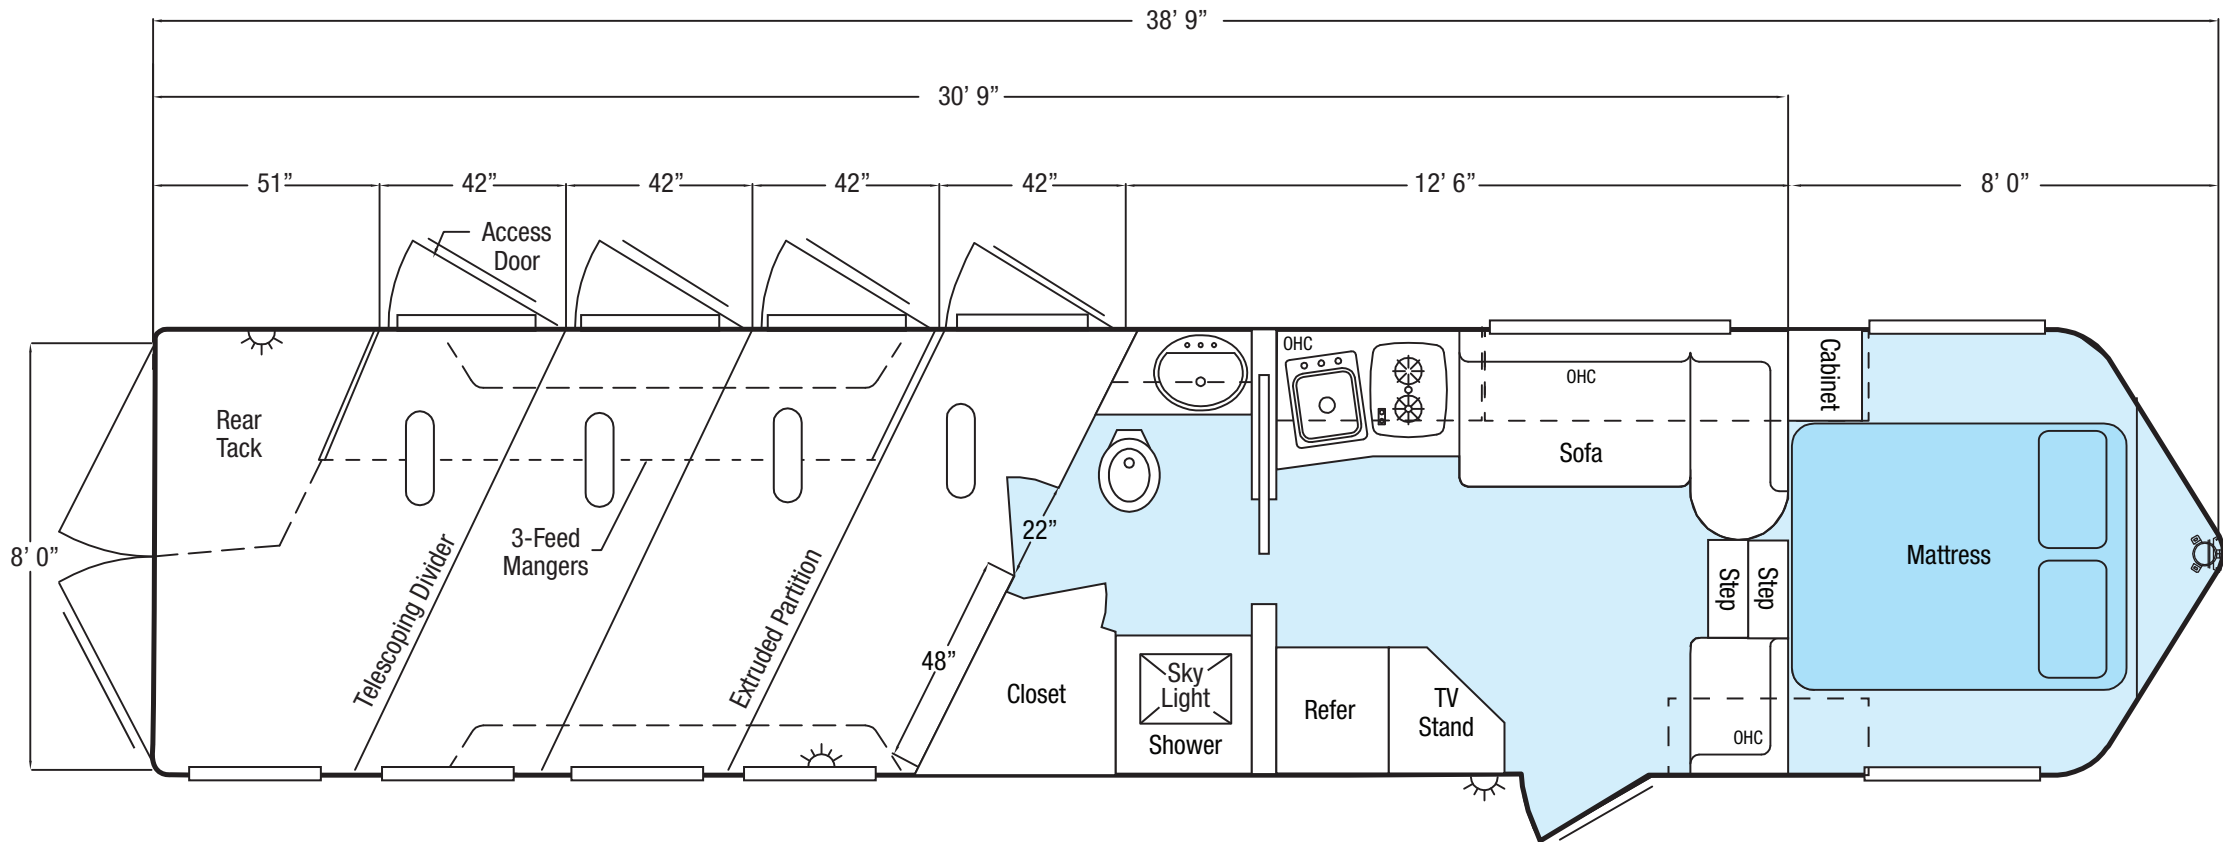 38’ 9”
30’ 9”
51”
42”
42”
42”
42”
12’ 6”
8’ 0”
Access
Door
8’ 0”
Rear
Tack
Telescoping Divider
3-Feed
Mangers
Extruded Partition
48”
22”
Closet
Sky
Light
Shower
OHC
Refer
TV
Stand
OHC
Sofa
Step
Step
OHC
Cabinet
Mattress